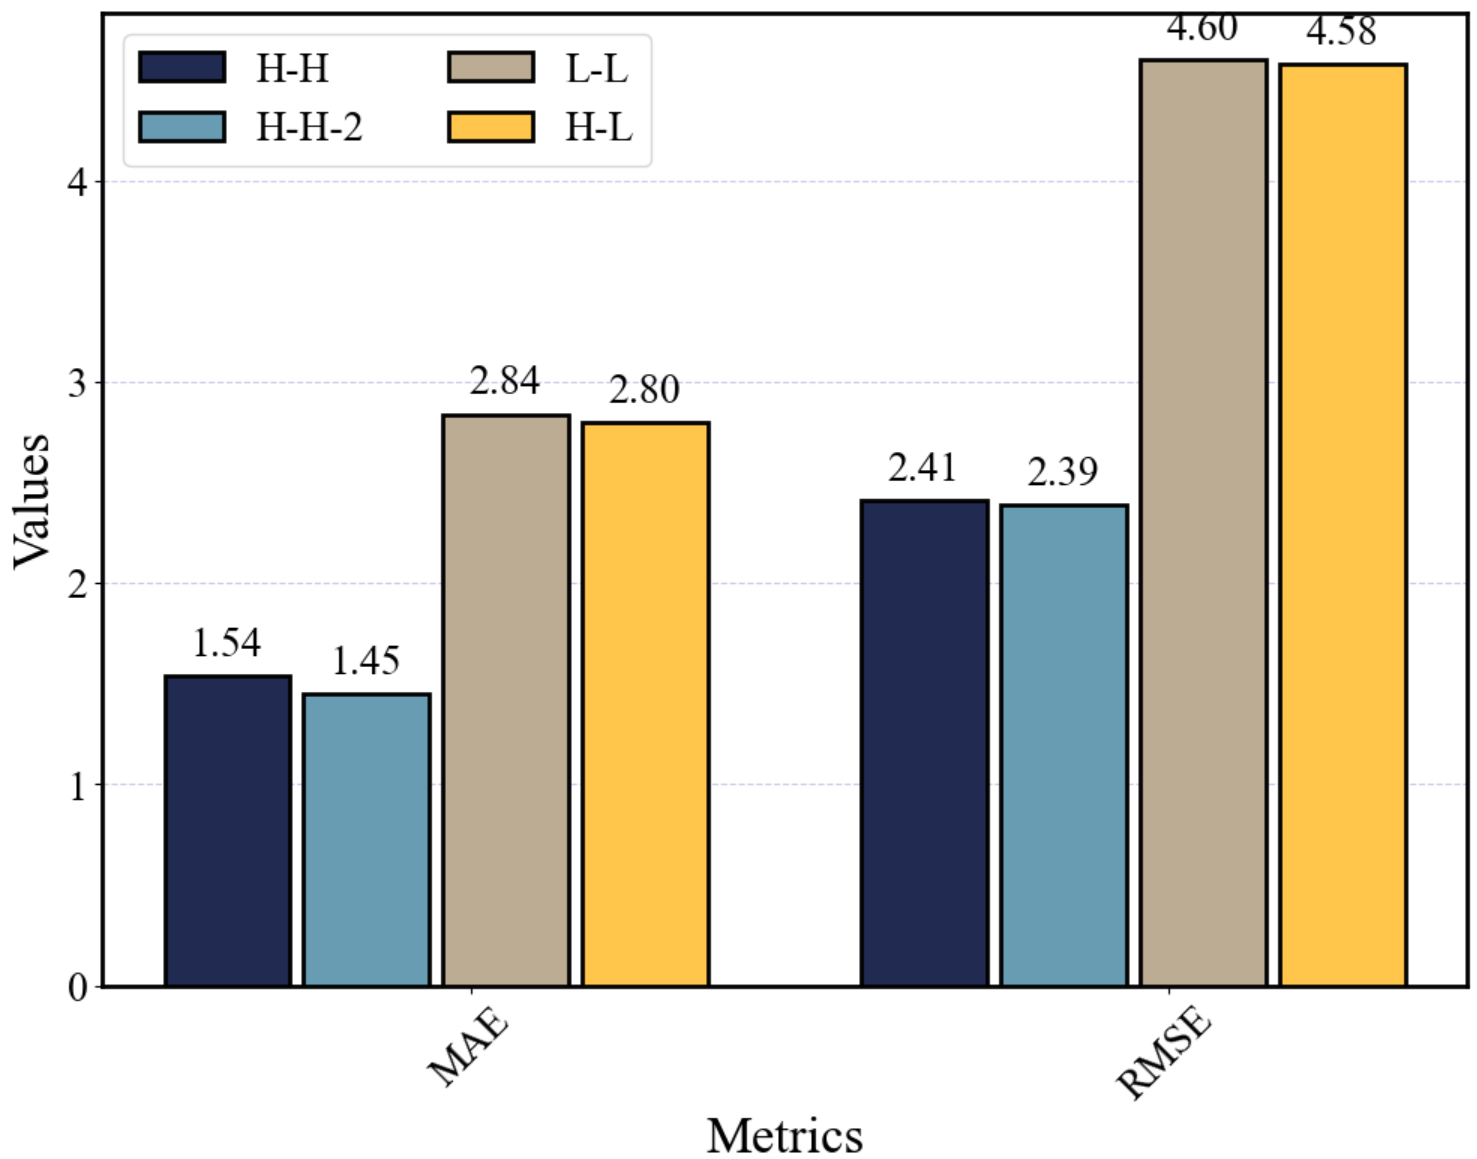 H-H
L-L
H-H-2
H-L
4.60
4.58
4
2.84
2.80
3
2.41
2.39
Values
2
1.54
1.45
1
0
MAE
RMSE
Metrics